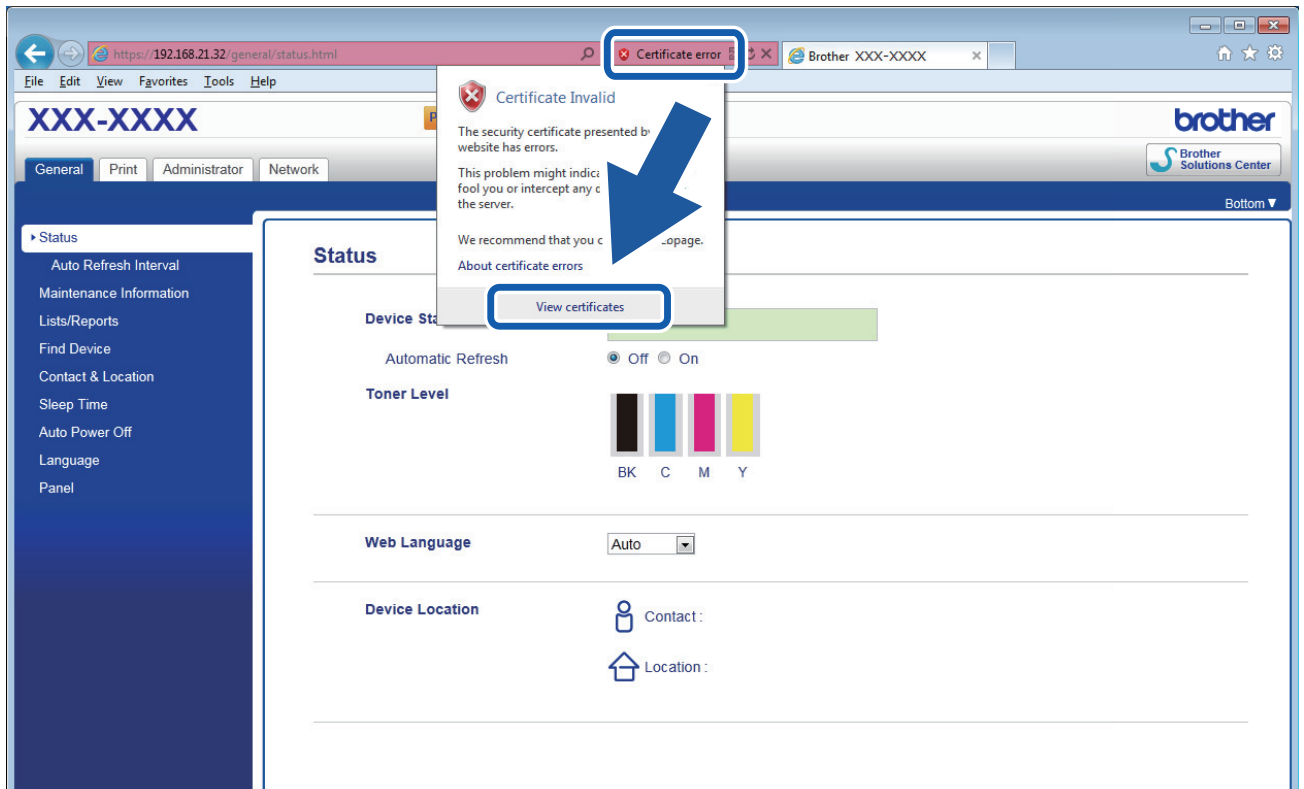 https://192.168.21.32/general/status.html
Certificate error
Brother XXX-XXXX
File Edit View Favorites Tools Help
XXX-XXXX
brother
General
Print
Administrator
Network
Brother
Solutions Center
Bottom▼
Status
Auto Refresh Interval
Maintenance Information
Lists/Reports
Find Device
Contact & Location
Sleep Time
Auto Power Off
Language
Panel
Certificate Invalid
The security certificate presented
website has errors.
This problem might
fool you or intercept any
the server.
We recommend that you
About certificate errors
View certificates
Status
Device
Automatic Refresh
Off On
Toner Level
BK C M Y
Web Language
Auto
Device Location
Contact :
Location :